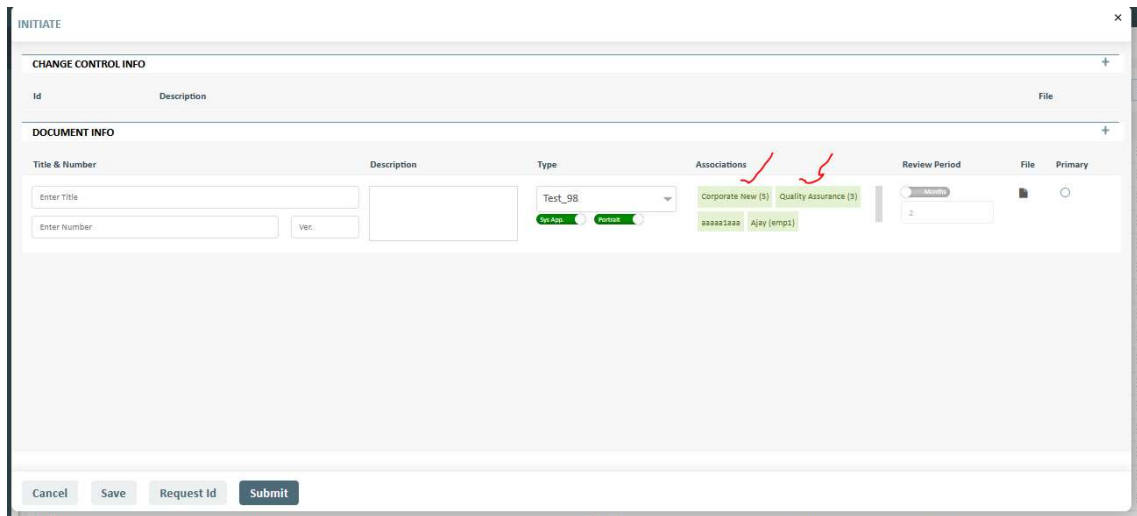 INITIATE
×
CHANGE CONTROL INFO +
Id Description File
DOCUMENT INFO +
Title & Number Description Type Associations Review Period File Primary
Enter Title Test_98 Corporate New (5) Quality Assurance (3) Months
Enter Number Ver. Sys App. Portrait aaaaa1aaa Ajay (emp1) 2
Cancel Save Request Id Submit